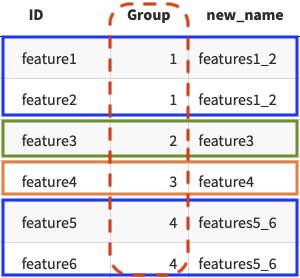 ID Group new_name
feature1 1 features1_2
feature2 1 features1_2
feature3 2 feature3
feature4 3 feature4
feature5 4 features5_6
feature6 4 features5_6